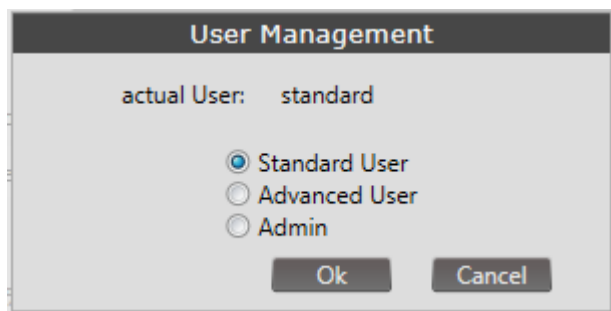 User Management
actual User: standard
Standard User
Advanced User
Admin
Ok Cancel